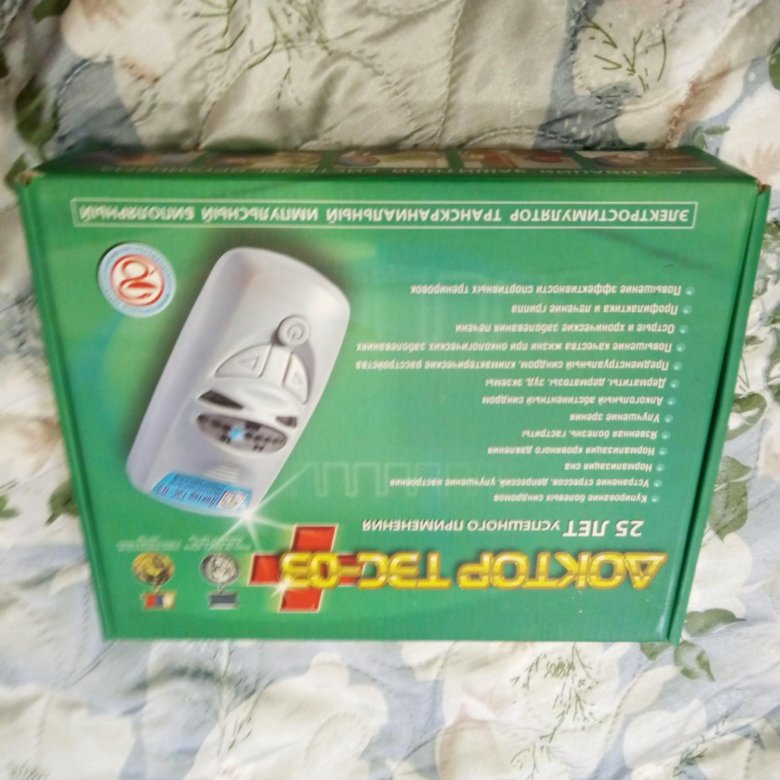 ДОКТОР ТЭС-03
25 ЛЕТ УСПЕШНОГО ПРИМЕНЕНИЯ
Купирование болевых синдромов
Устранение стрессов, депрессий, улучшение настроения
Нормализация сна
Нормализация кровяного давления
Язвенная болезнь, гастриты
Улучшение зрения
Алкогольный абстинентный синдром
Дерматиты, дерматозы, зуд, экземы
Предменструальный синдром, климактерические расстройства
Повышение качества жизни при онкологических заболеваниях
Острые и хронические заболевания печени
Профилактика и лечение гриппа
Повышение эффективности спортивных тренировок
ЭЛЕКТРОСТИМУЛЯТОР ТРАНСКРАНИАЛЬНЫЙ ИМПУЛЬСНЫЙ БИПОЛЯРНЫЙ
АКТИВАЦИЯ ЗАЩИТНЫХ